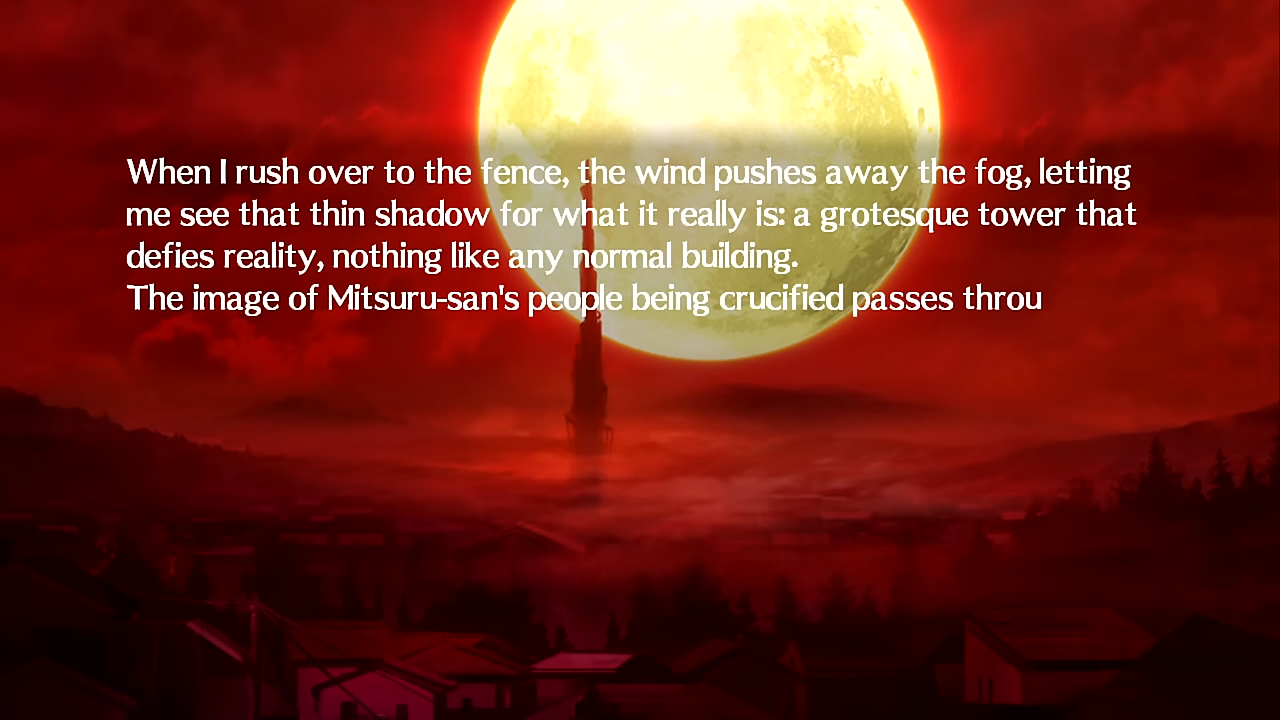 When I rush over to the fence, the wind pushes away the fog, letting
me see that thin shadow for what it really is: a grotesque tower that
defies reality, nothing like any normal building.
The image of Mitsuru-san's people being crucified passes throu